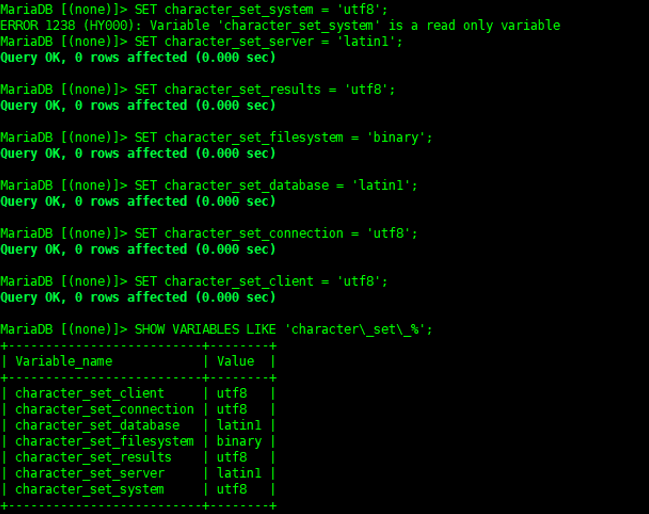 MariaDB [(none)]> SET character_set_system = 'utf8';
ERROR 1238 (HY000): Variable 'character_set_system' is a read only variable
MariaDB [(none)]> SET character_set_server = 'latin1';
Query OK, 0 rows affected (0.000 sec)

MariaDB [(none)]> SET character_set_results = 'utf8';
Query OK, 0 rows affected (0.000 sec)

MariaDB [(none)]> SET character_set_filesystem = 'binary';
Query OK, 0 rows affected (0.000 sec)

MariaDB [(none)]> SET character_set_database = 'latin1';
Query OK, 0 rows affected (0.000 sec)

MariaDB [(none)]> SET character_set_connection = 'utf8';
Query OK, 0 rows affected (0.000 sec)

MariaDB [(none)]> SET character_set_client = 'utf8';
Query OK, 0 rows affected (0.000 sec)

MariaDB [(none)]> SHOW VARIABLES LIKE 'character\_set\_%';
+--------------------------+--------+
| Variable_name            | Value  |
+--------------------------+--------+
| character_set_client     | utf8   |
| character_set_connection | utf8   |
| character_set_database   | latin1 |
| character_set_filesystem | binary |
| character_set_results    | utf8   |
| character_set_server     | latin1 |
| character_set_system     | utf8   |
+--------------------------+--------+